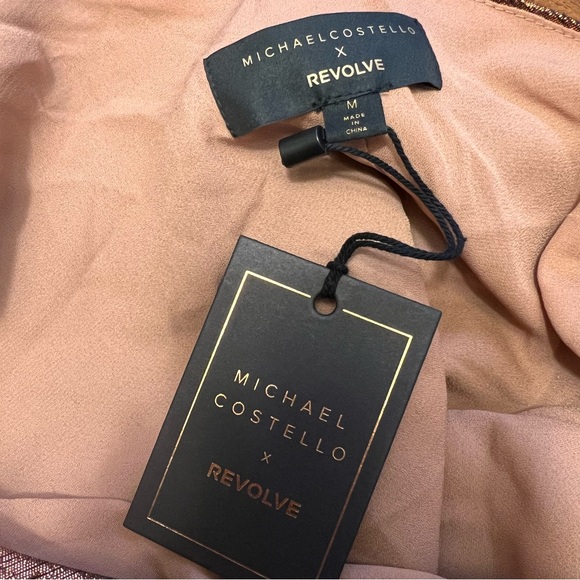 MICHAELCOSTELLO
X
REVOLVE
M
MADE
IN
CHINA
MICHAEL
COSTELLO
X
REVOLVE